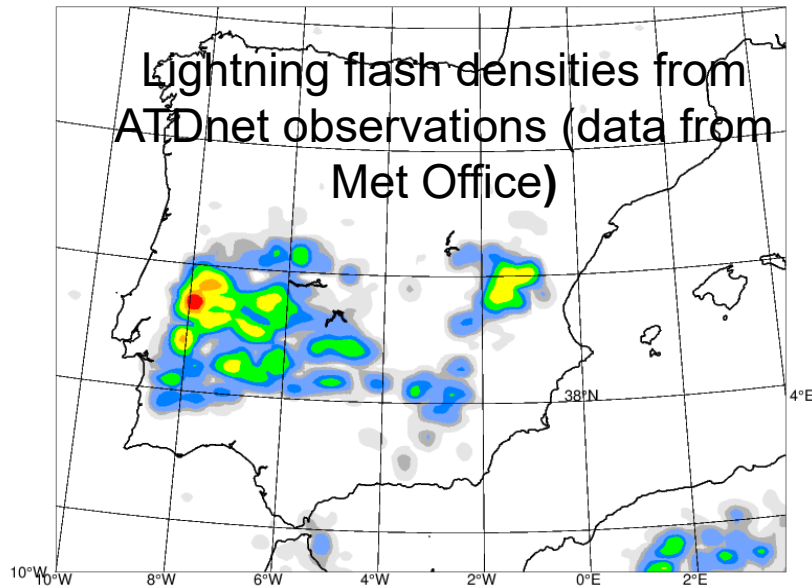 Lightning flash densities from
ATDnet observations (data from
Met Office)
38°N
4°E
10°W
10°W 8°W 6°W 4°W 2°W 0°E 2°E